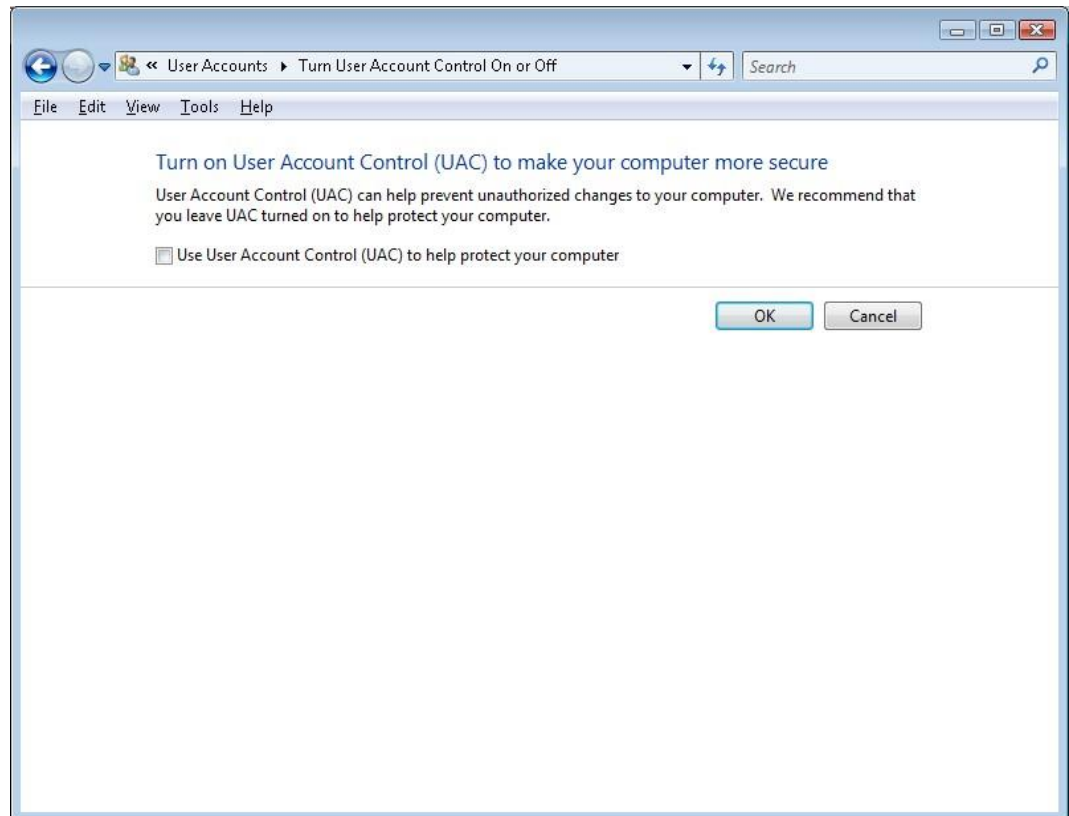 « User Accounts ▸ Turn User Account Control On or Off
Search
File Edit View Tools Help
Turn on User Account Control (UAC) to make your computer more secure
User Account Control (UAC) can help prevent unauthorized changes to your computer. We recommend that
you leave UAC turned on to help protect your computer.
Use User Account Control (UAC) to help protect your computer
OK Cancel